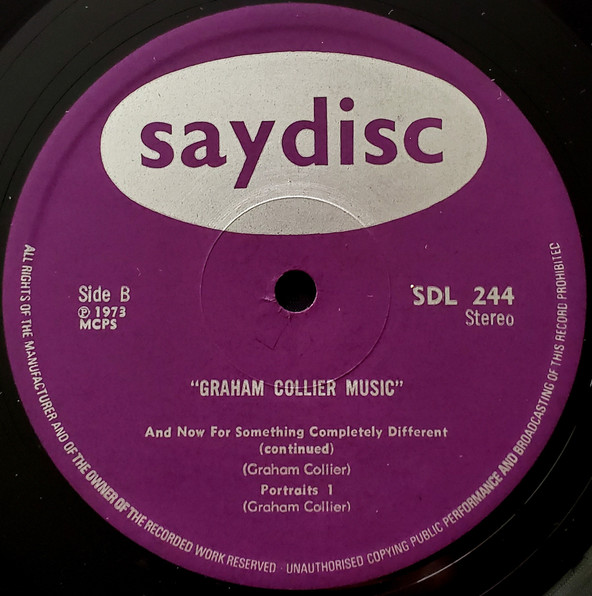 saydisc
Side B
℗ 1973
MCPS
SDL 244
Stereo
"GRAHAM COLLIER MUSIC"
And Now For Something Completely Different
(continued)
(Graham Collier)
Portraits 1
(Graham Collier)
ALL RIGHTS OF THE MANUFACTURER AND OF THE OWNER OF THE RECORDED WORK RESERVED · UNAUTHORISED COPYING PUBLIC PERFORMANCE AND BROADCASTING OF THIS RECORD PROHIBITED